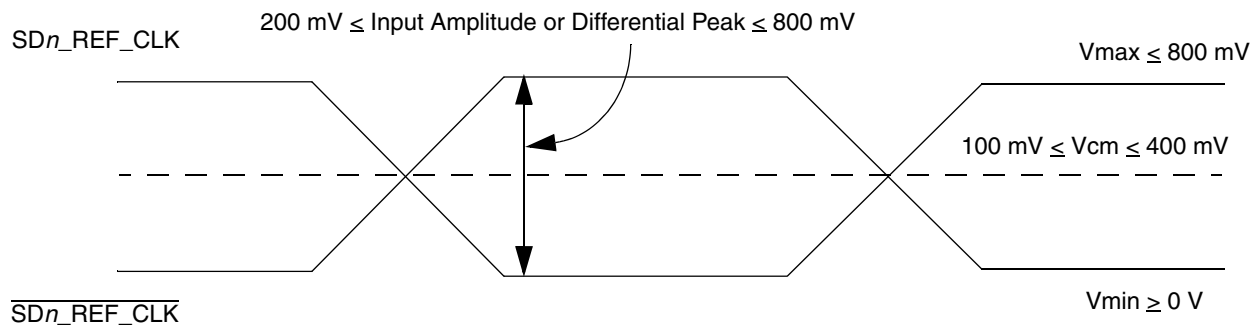 200 mV ≤ Input Amplitude or Differential Peak ≤ 800 mV
SDn_REF_CLK
Vmax ≤ 800 mV
100 mV ≤ Vcm ≤ 400 mV
SDn_REF_CLK
Vmin ≥ 0 V